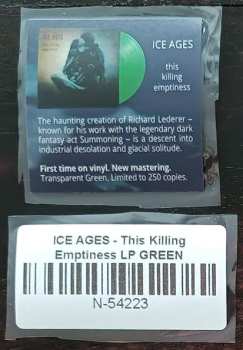 ICE AGES
this
killing
emptiness
The haunting creation of Richard Lederer –
known for his work with the legendary dark
fantasy act Summoning – is a descent into
industrial desolation and glacial solitude.
First time on vinyl. New mastering.
Transparent Green, Limited to 250 copies.
ICE AGES - This Killing
Emptiness LP GREEN
N-54223